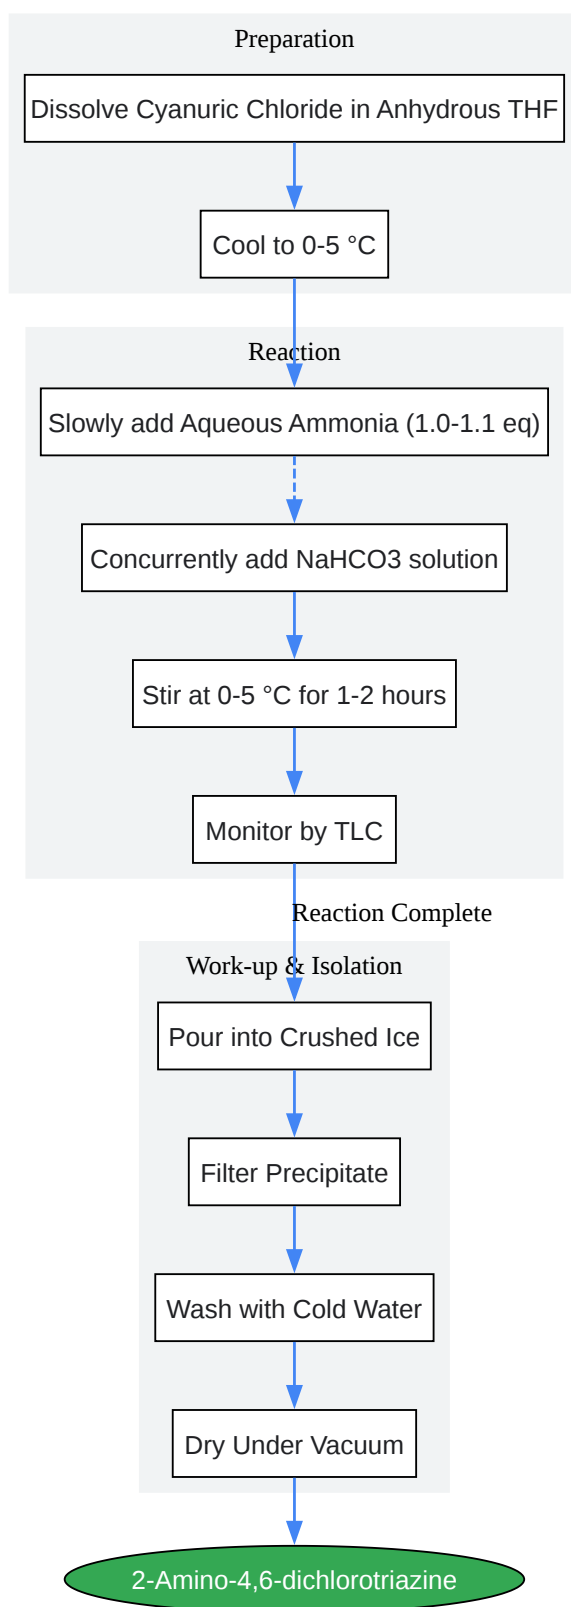 Preparation
Dissolve Cyanuric Chloride in Anhydrous THF
Cool to 0-5 °C
Reaction
Slowly add Aqueous Ammonia (1.0-1.1 eq)
Concurrently add NaHCO3 solution
Stir at 0-5 °C for 1-2 hours
Monitor by TLC
Reaction Complete
Work-up & Isolation
Pour into Crushed Ice
Filter Precipitate
Wash with Cold Water
Dry Under Vacuum
2-Amino-4,6-dichlorotriazine